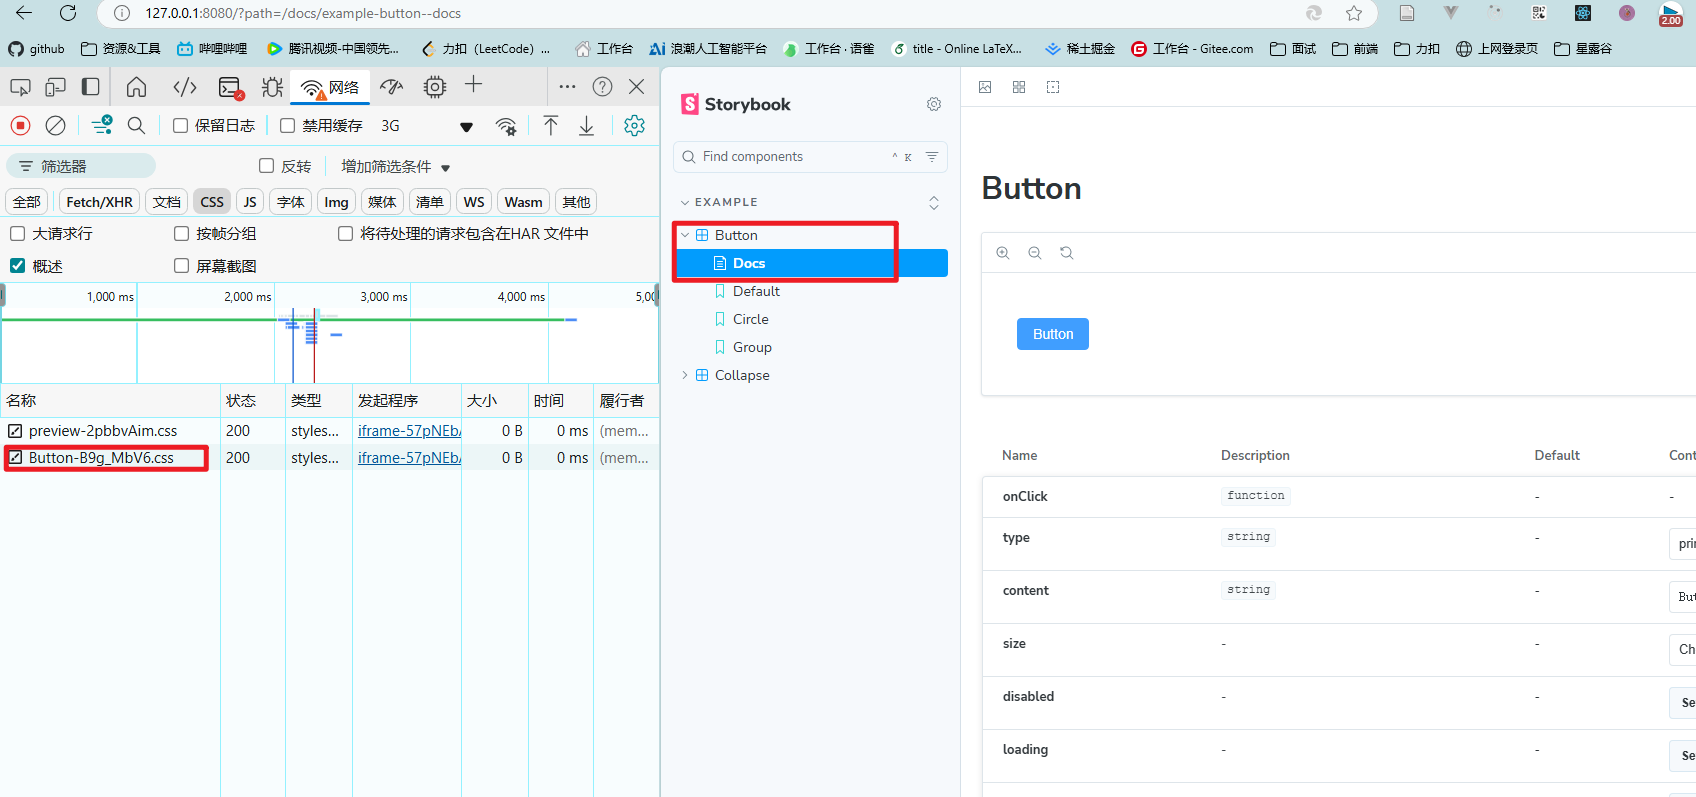 127.0.0.1:8080/?path=/docs/example-button--docs
2.00
github
资源&工具
哔哩哔哩
腾讯视频-中国领先...
力扣（LeetCode）...
工作台
浪潮人工智能平台
工作台 · 语雀
title - Online LaTeX...
稀土掘金
工作台 - Gitee.com
面试
前端
力扣
上网登录页
星露谷
网络
保留日志
禁用缓存
3G
筛选器
反转
增加筛选条件
全部
Fetch/XHR
文档
CSS
JS
字体
Img
媒体
清单
WS
Wasm
其他
大请求行
按帧分组
将待处理的请求包含在HAR 文件中
概述
屏幕截图
1,000 ms
2,000 ms
3,000 ms
4,000 ms
5,00
名称
状态
类型
发起程序
大小
时间
履行者
preview-2pbbvAim.css
200
styles...
iframe-57pNEb
0 B
0 ms
(mem...
Button-B9g_MbV6.css
200
styles...
iframe-57pNEb
0 B
0 ms
(mem...
Storybook
Find components
^ K
EXAMPLE
Button
Docs
Default
Circle
Group
Collapse
Button
Button
Name
Description
Default
Cont
onClick
function
-
-
type
string
-
pri
content
string
-
But
size
-
-
Ch
disabled
-
-
Se
loading
-
-
Se